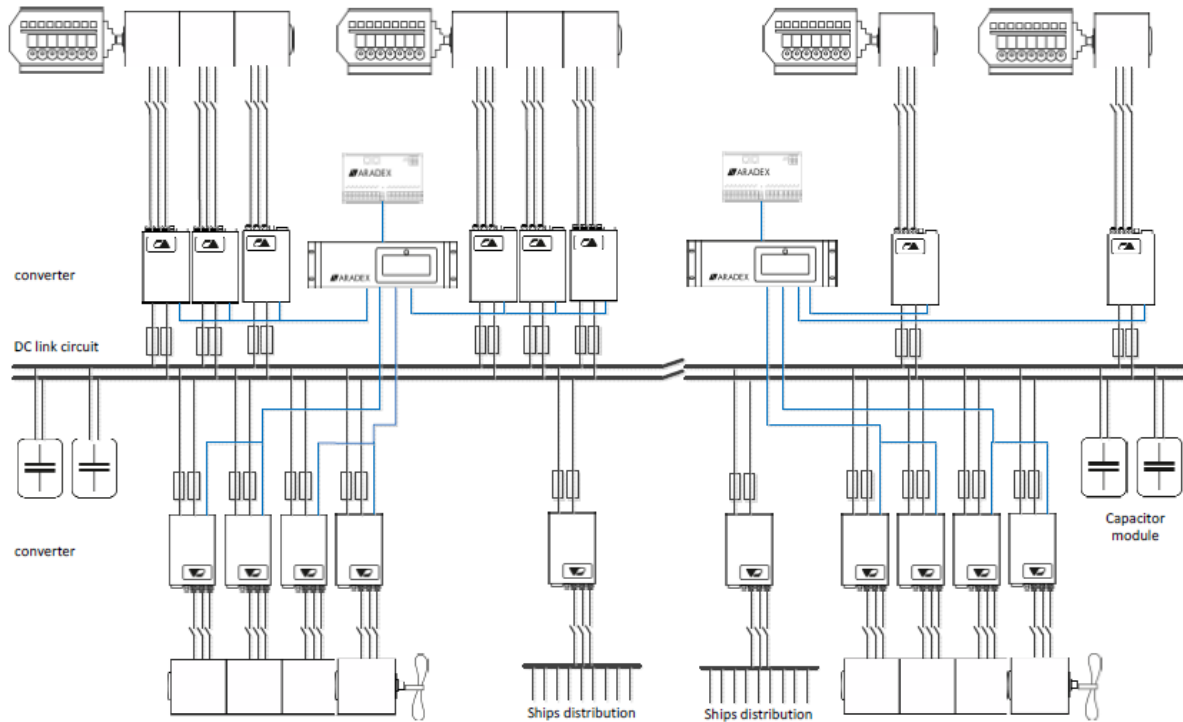 ARADEX
ARADEX
ARADEX
ARADEX
converter
DC link circuit
converter
Capacitor
module
Ships distribution
Ships distribution